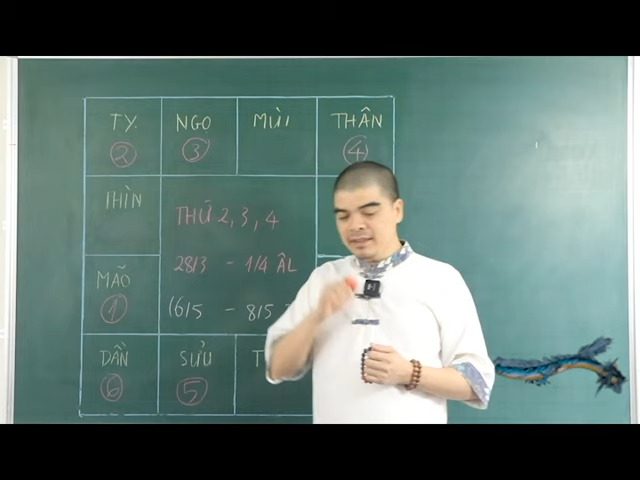 TỴ NGỌ MÙI THÂN
2 3 4
THÌN
THỨ 2, 3, 4
28/3 - 1/4 ÂL
MÃO
1
(6/5 - 8/5
DẦN SỬU T
6 5